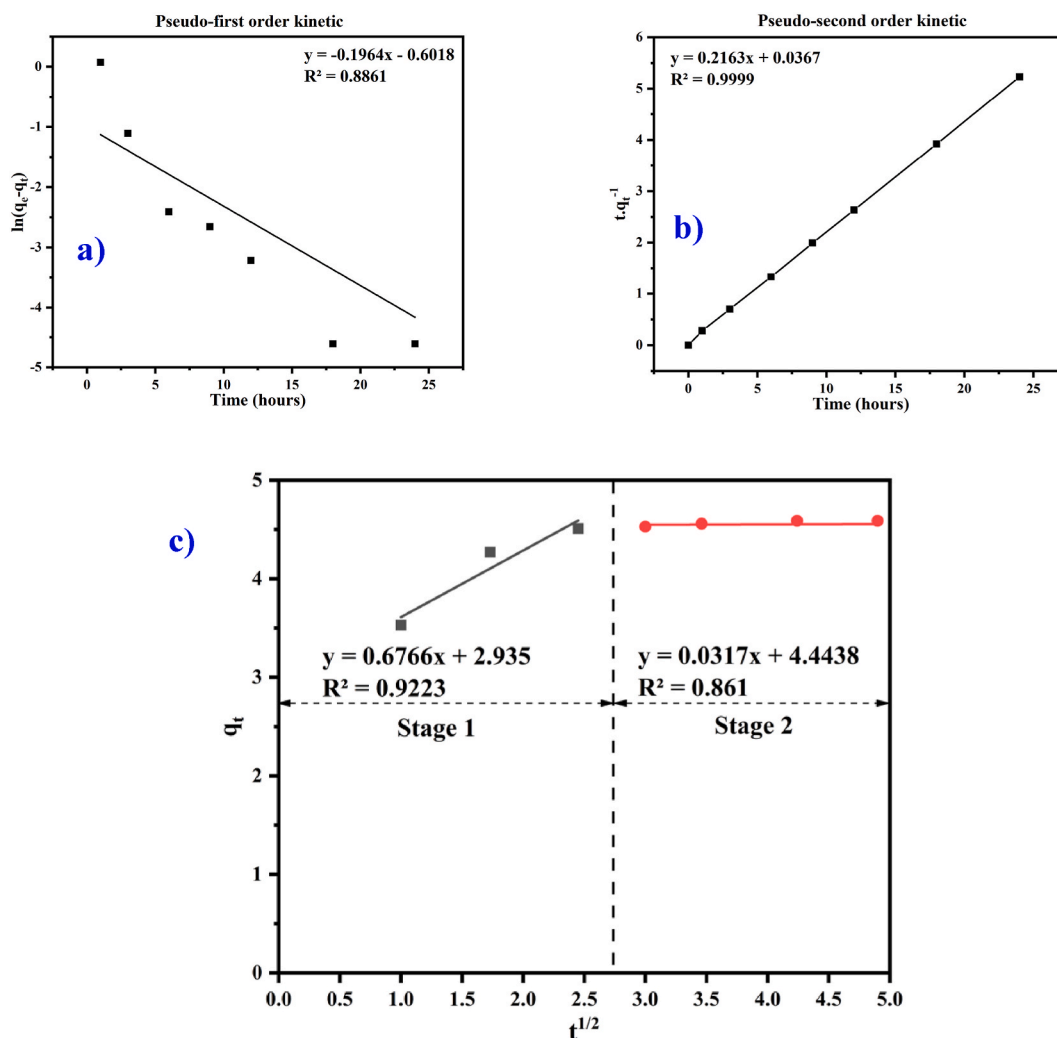 Pseudo-first order kinetic
y = -0.1964x - 0.6018
R² = 0.8861
0
-1
-2
-3
-4
-5
ln(qₑ-qₜ)
a)
0 5 10 15 20 25
Time (hours)
Pseudo-second order kinetic
y = 0.2163x + 0.0367
R² = 0.9999
6
5
4
3
2
1
0
t.qₜ⁻¹
b)
0 5 10 15 20 25
Time (hours)
c)
5
4
3
2
1
0
qₜ
y = 0.6766x + 2.935
R² = 0.9223
Stage 1
y = 0.0317x + 4.4438
R² = 0.861
Stage 2
0.0 0.5 1.0 1.5 2.0 2.5 3.0 3.5 4.0 4.5 5.0
t^1/2